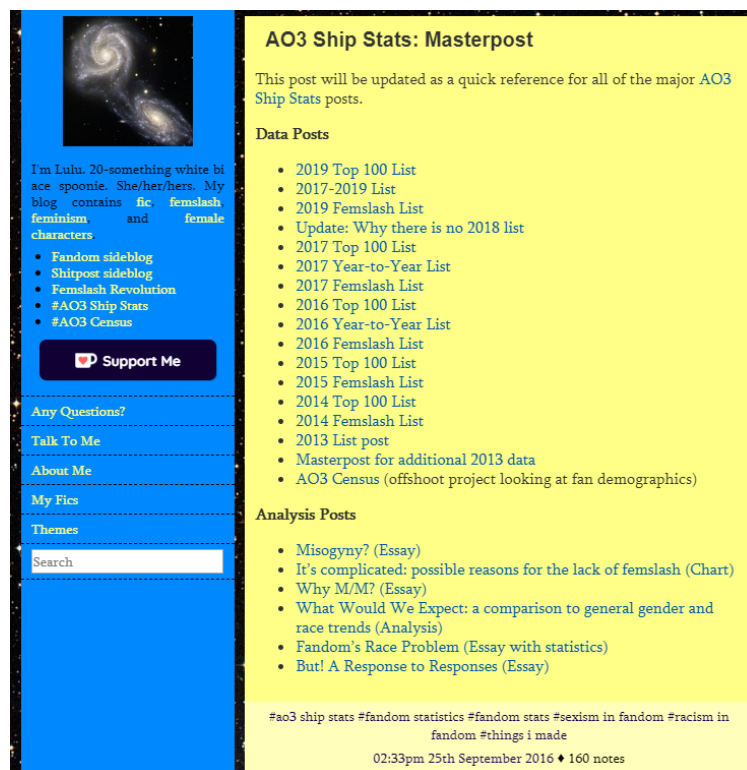 I'm Lulu. 20-something white bi
ace spoonie. She/her/hers. My
blog contains fic, femslash,
feminism, and female
characters.
Fandom sideblog
Shitpost sideblog
Femslash Revolution
#AO3 Ship Stats
#AO3 Census
Support Me
Any Questions?
Talk To Me
About Me
My Fics
Themes
Search
AO3 Ship Stats: Masterpost
This post will be updated as a quick reference for all of the major AO3
Ship Stats posts.
Data Posts
2019 Top 100 List
2017-2019 List
2019 Femslash List
Update: Why there is no 2018 list
2017 Top 100 List
2017 Year-to-Year List
2017 Femslash List
2016 Top 100 List
2016 Year-to-Year List
2016 Femslash List
2015 Top 100 List
2015 Femslash List
2014 Top 100 List
2014 Femslash List
2013 List post
Masterpost for additional 2013 data
AO3 Census (offshoot project looking at fan demographics)
Analysis Posts
Misogyny? (Essay)
It's complicated: possible reasons for the lack of femslash (Chart)
Why M/M? (Essay)
What Would We Expect: a comparison to general gender and
race trends (Analysis)
Fandom's Race Problem (Essay with statistics)
But! A Response to Responses (Essay)
#ao3 ship stats #fandom statistics #fandom stats #sexism in fandom #racism in
fandom #things i made
02:33pm 25th September 2016 ♦ 160 notes